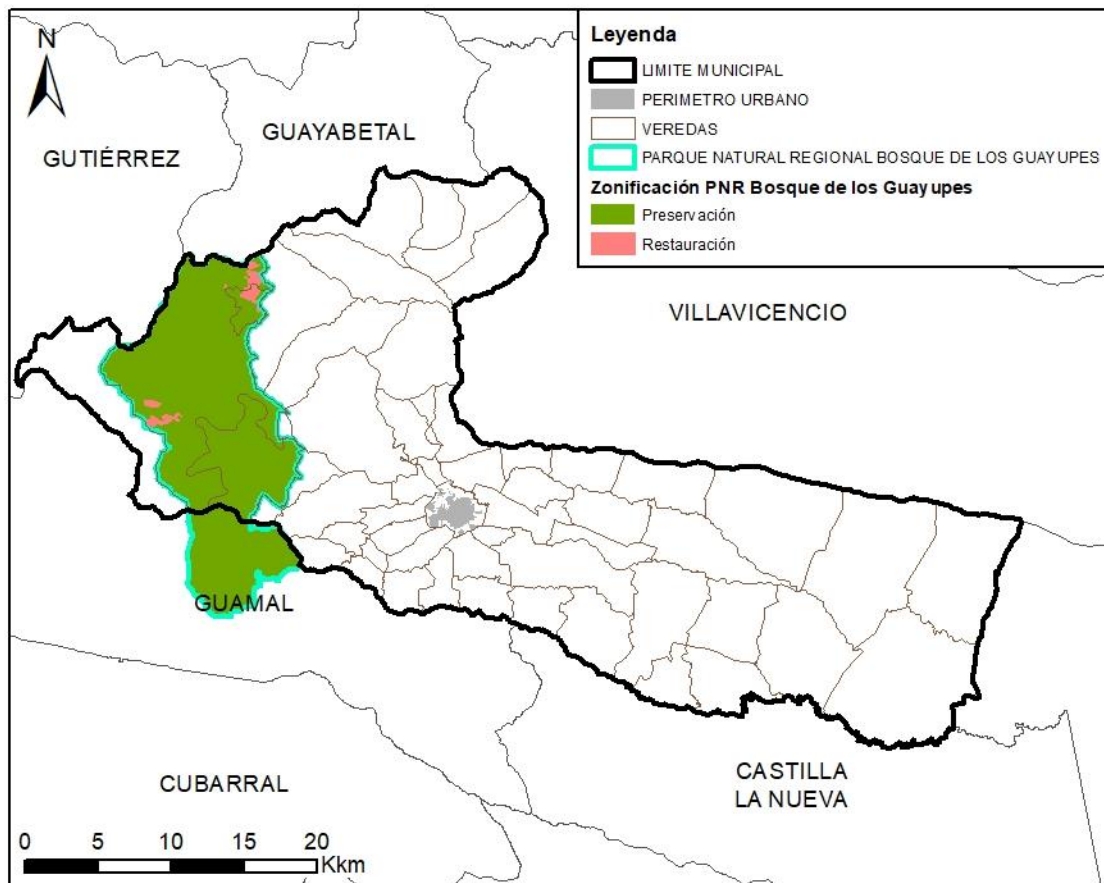 N
GUTIÉRREZ
GUAYABETAL
Leyenda
LIMITE MUNICIPAL
PERIMETRO URBANO
VEREDAS
PARQUE NATURAL REGIONAL BOSQUE DE LOS GUAYUPES
Zonificación PNR Bosque de los Guayupes
Preservación
Restauración
VILLAVICENCIO
GUAMAL
CUBARRAL
CASTILLA
LA NUEVA
0 5 10 15 20
Kkm